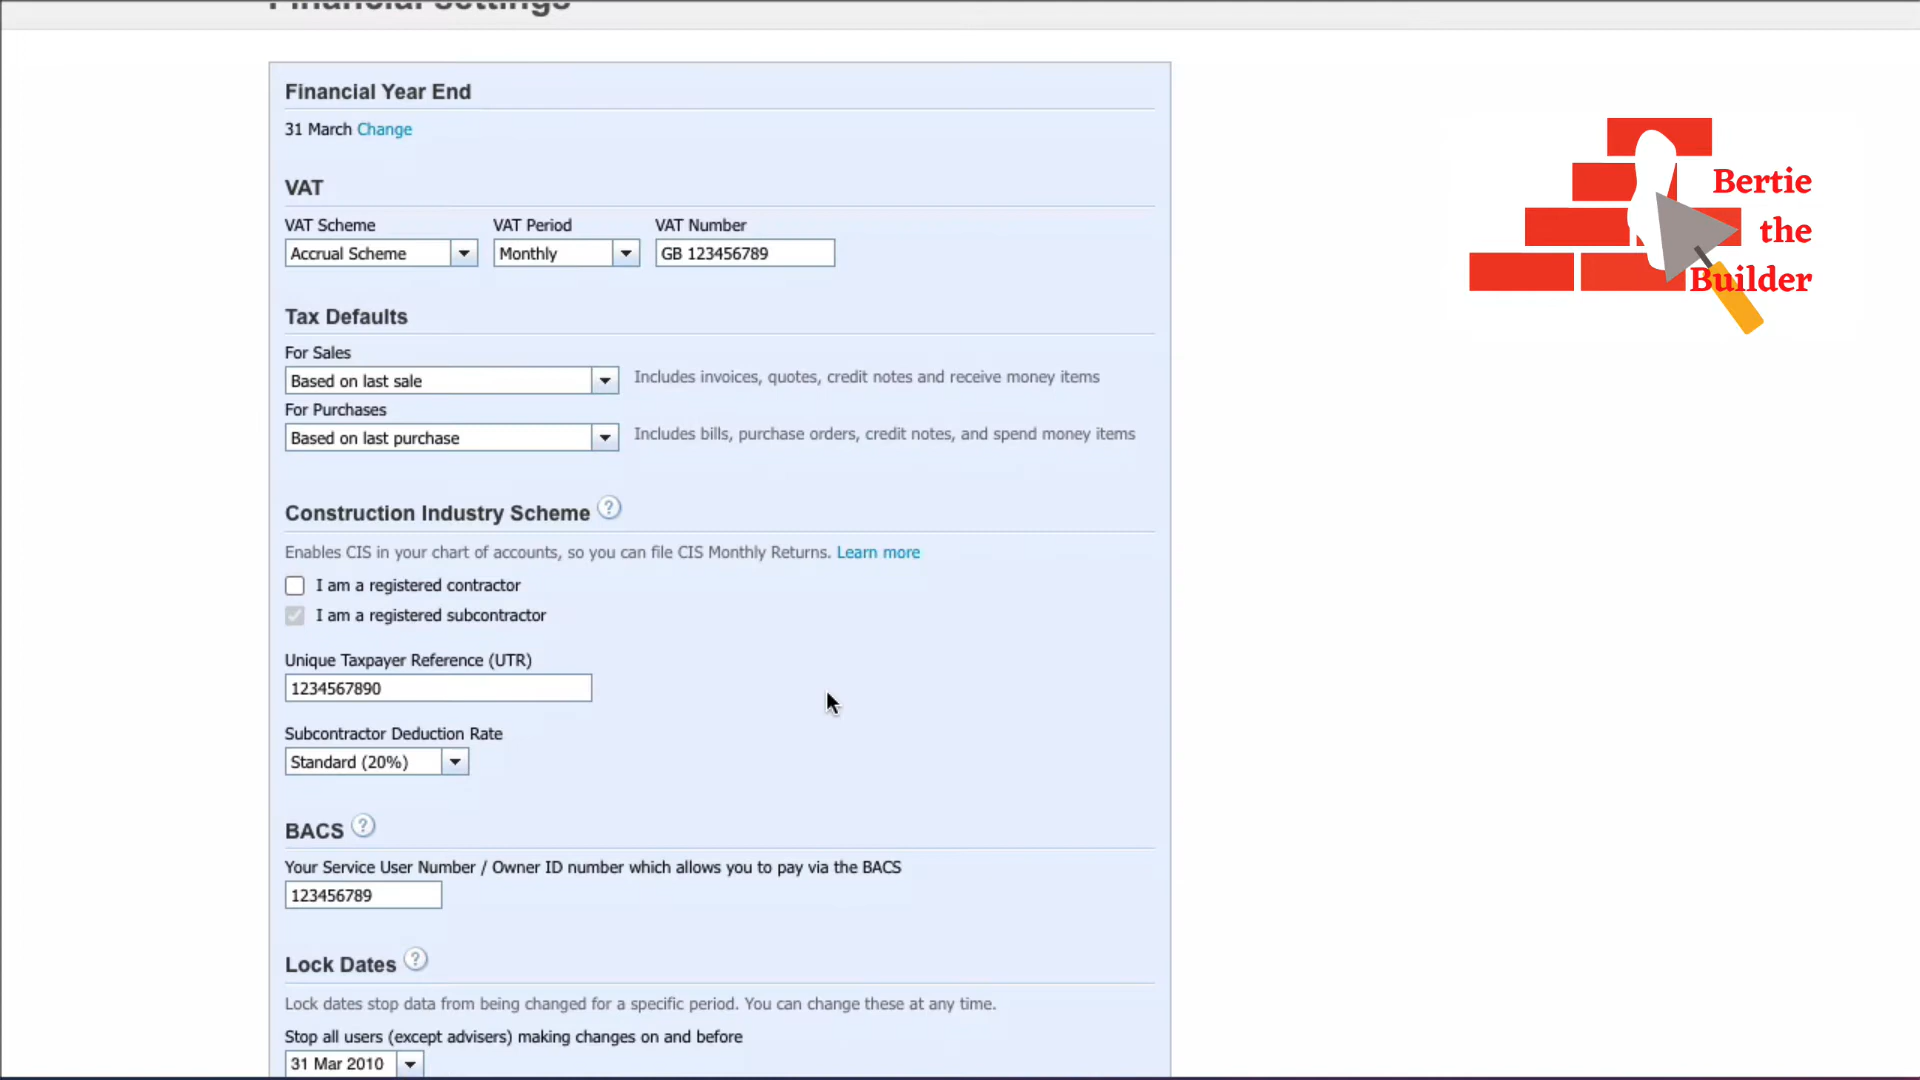 Financial settings
Financial Year End
31 March Change
VAT
VAT Scheme VAT Period VAT Number
Accrual Scheme Monthly GB 123456789
Tax Defaults
For Sales
Based on last sale Includes invoices, quotes, credit notes and receive money items
For Purchases
Based on last purchase Includes bills, purchase orders, credit notes, and spend money items
Construction Industry Scheme ?
Enables CIS in your chart of accounts, so you can file CIS Monthly Returns. Learn more
I am a registered contractor
I am a registered subcontractor
Unique Taxpayer Reference (UTR)
1234567890
Subcontractor Deduction Rate
Standard (20%)
BACS ?
Your Service User Number / Owner ID number which allows you to pay via the BACS
123456789
Lock Dates ?
Lock dates stop data from being changed for a specific period. You can change these at any time.
Stop all users (except advisers) making changes on and before
31 Mar 2010
Bertie
the
Builder